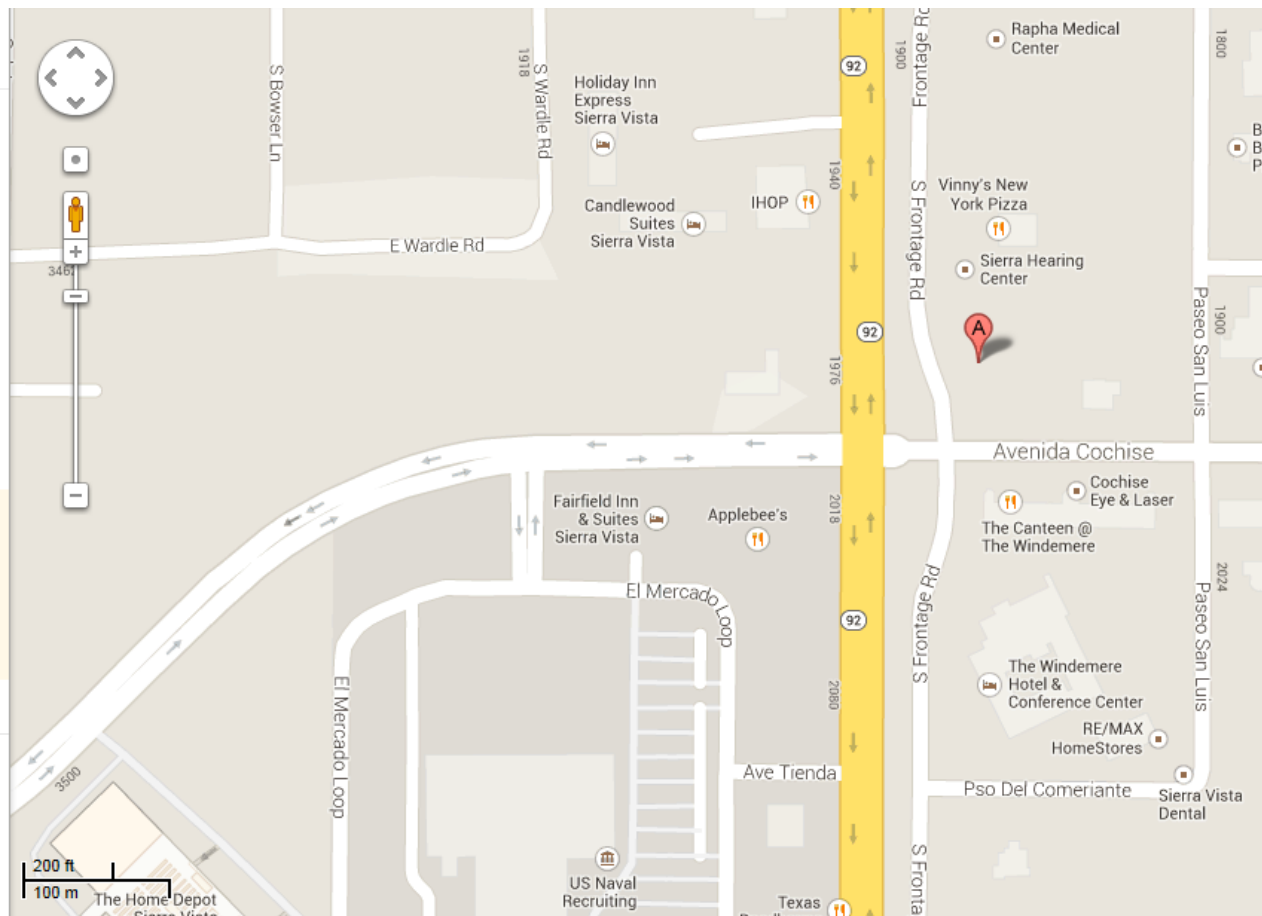 Rapha Medical
Center
1800
92
1900
Frontage Rd
S Bowser Ln
1918
S Wardle Rd
Holiday Inn
Express
Sierra Vista
B
B
P
1940
IHOP
Vinny's New
York Pizza
Candlewood
Suites
Sierra Vista
S Frontage Rd
E Wardle Rd
Sierra Hearing
Center
Paseo San Luis
1900
92
A
1976
Avenida Cochise
Fairfield Inn
& Suites
Sierra Vista
Applebee's
2018
Cochise
Eye & Laser
The Canteen @
The Windemere
2024
El Mercado Loop
S Frontage Rd
Paseo San Luis
92
The Windemere
Hotel &
Conference Center
2080
El Mercado Loop
RE/MAX
HomeStores
3500
Ave Tienda
Pso Del Comeriante
Sierra Vista
Dental
200 ft
100 m
The Home Depot
Sierra Vista
US Naval
Recruiting
S Fronta
Texas